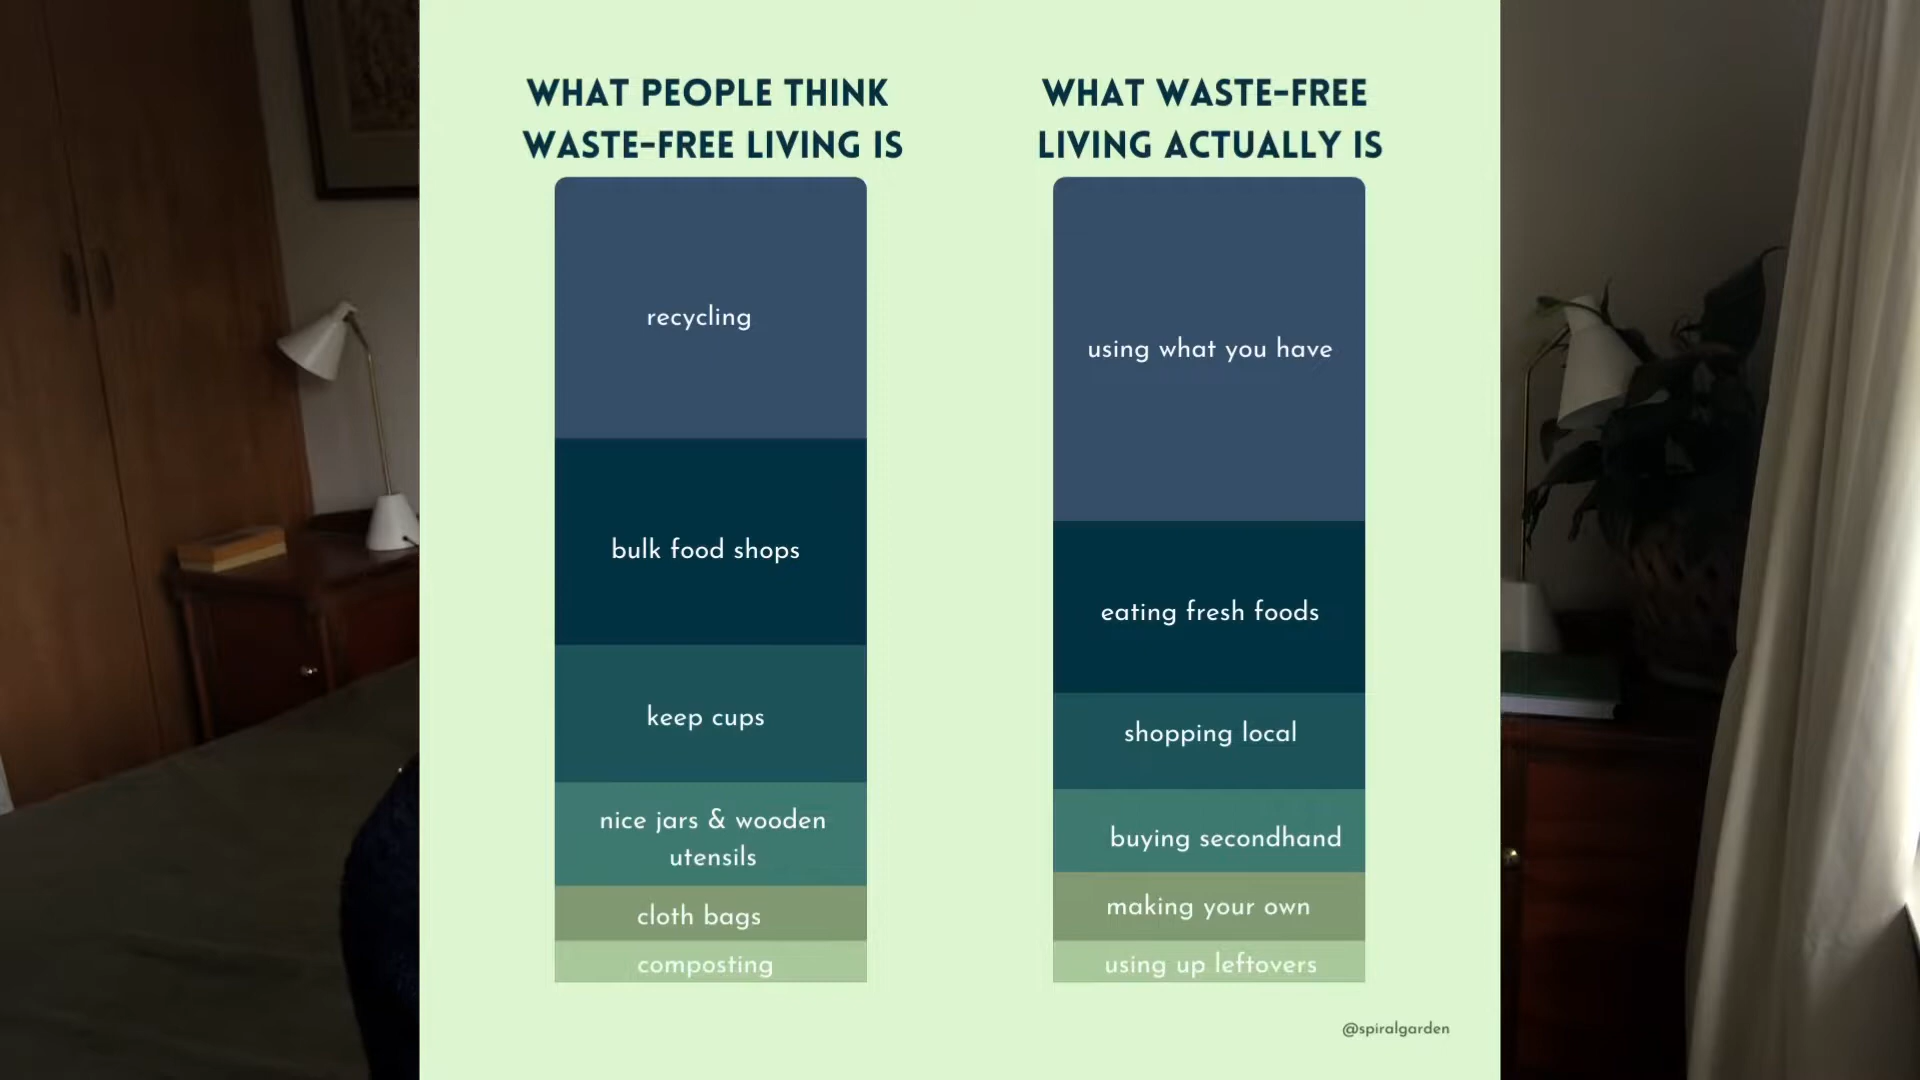 WHAT PEOPLE THINK
WASTE-FREE LIVING IS
recycling
bulk food shops
keep cups
nice jars & wooden
utensils
cloth bags
composting
WHAT WASTE-FREE
LIVING ACTUALLY IS
using what you have
eating fresh foods
shopping local
buying secondhand
making your own
using up leftovers
@spiralgarden